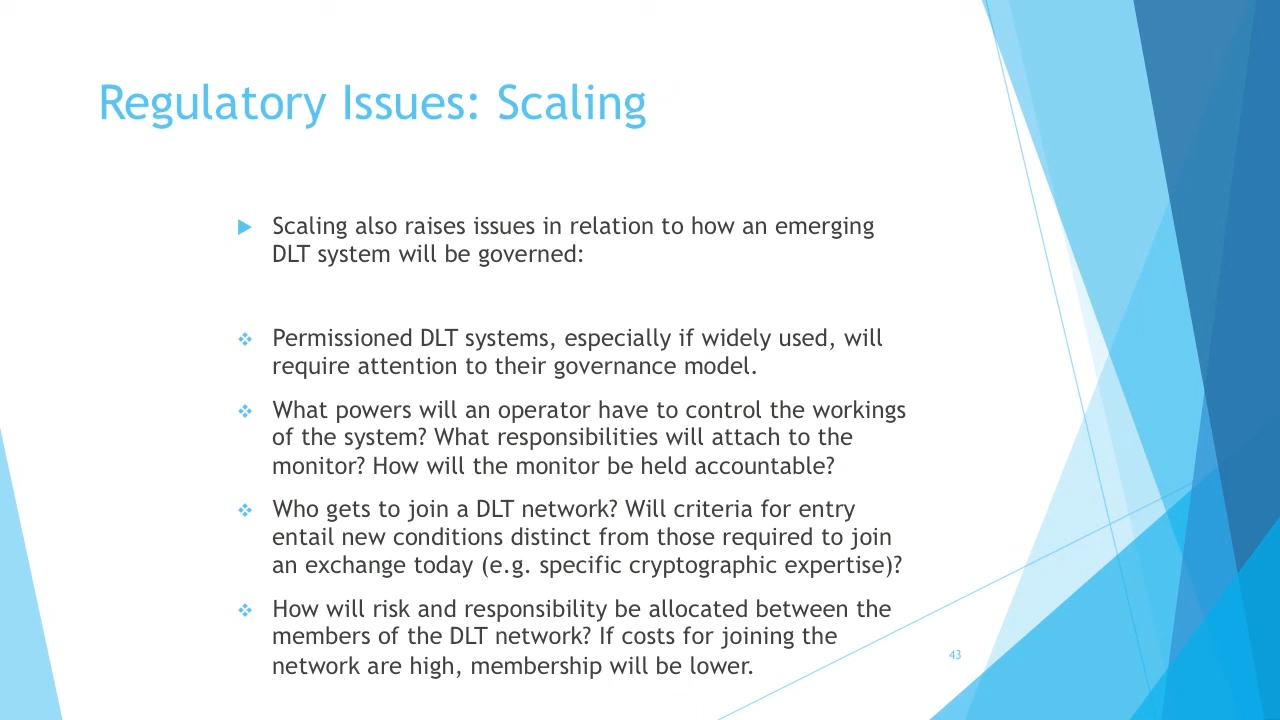 Regulatory Issues: Scaling
Scaling also raises issues in relation to how an emerging
DLT system will be governed:
Permissioned DLT systems, especially if widely used, will
require attention to their governance model.
What powers will an operator have to control the workings
of the system? What responsibilities will attach to the
monitor? How will the monitor be held accountable?
Who gets to join a DLT network? Will criteria for entry
entail new conditions distinct from those required to join
an exchange today (e.g. specific cryptographic expertise)?
How will risk and responsibility be allocated between the
members of the DLT network? If costs for joining the
network are high, membership will be lower.
43